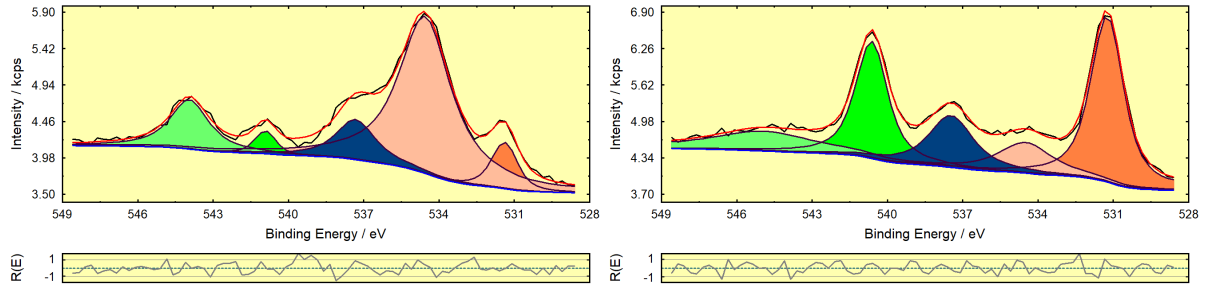 5.90
5.42
4.94
4.46
3.98
3.50
Intensity / kcps
549 546 543 540 537 534 531 528
Binding Energy / eV
R(E)
1
-1
6.90
6.26
5.62
4.98
4.34
3.70
Intensity / kcps
549 546 543 540 537 534 531 528
Binding Energy / eV
R(E)
1
-1